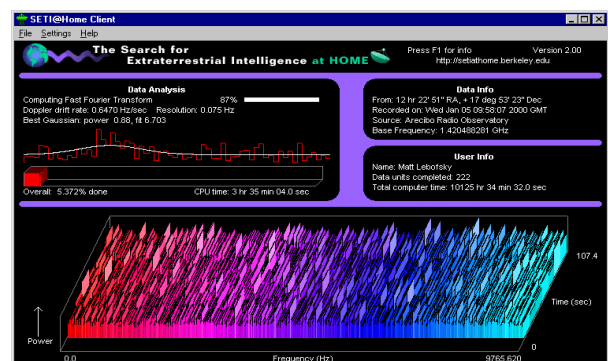 SETI@Home Client
File Settings Help
The Search for
Extraterrestrial Intelligence at HOME
Press F1 for info
Version 2.00
http://setiathome.berkeley.edu
Data Analysis
Computing Fast Fourier Transform 87%
Doppler drift rate: 0.6470 Hz/sec Resolution: 0.075 Hz
Best Gaussian: power 0.88, fit 6.703
Overall: 5.372% done CPU time: 3 hr 35 min 04.0 sec
Data Info
From: 12 hr 22' 51" RA, + 17 deg 53' 23" Dec
Recorded on: Wed Jan 05 09:58:07 2000 GMT
Source: Arecibo Radio Observatory
Base Frequency: 1.420488281 GHz
User Info
Name: Matt Lebofsky
Data units completed: 222
Total computer time: 10125 hr 34 min 32.0 sec
107.4
Time (sec)
Power
0
0.0 Frequency (Hz) 9765.620